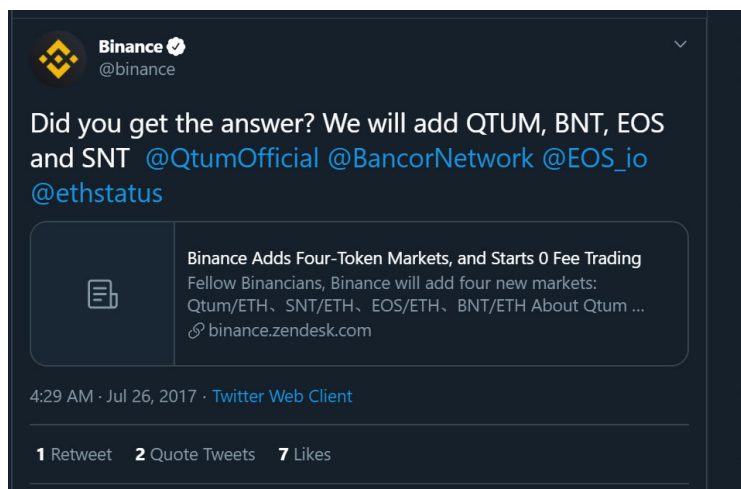 Binance
@binance
Did you get the answer? We will add QTUM, BNT, EOS
and SNT @QtumOfficial @BancorNetwork @EOS_io
@ethstatus
Binance Adds Four-Token Markets, and Starts 0 Fee Trading
Fellow Binancians, Binance will add four new markets:
Qtum/ETH、SNT/ETH、EOS/ETH、BNT/ETH About Qtum ...
binance.zendesk.com
4:29 AM · Jul 26, 2017 · Twitter Web Client
1 Retweet 2 Quote Tweets 7 Likes